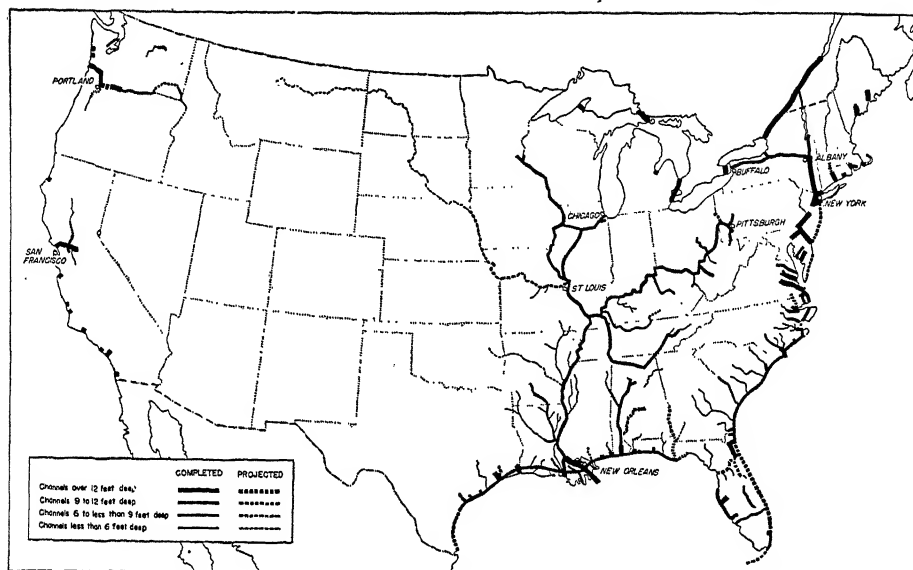 PORTLAND
ALBANY
BUFFALO
NEW YORK
CHICAGO
PITTSBURGH
SAN
FRANCISCO
ST LOUIS
NEW ORLEANS
COMPLETED PROJECTED
Channels over 12 feet deep
Channels 9 to 12 feet deep
Channels 6 to less than 9 feet deep
Channels less than 6 feet deep